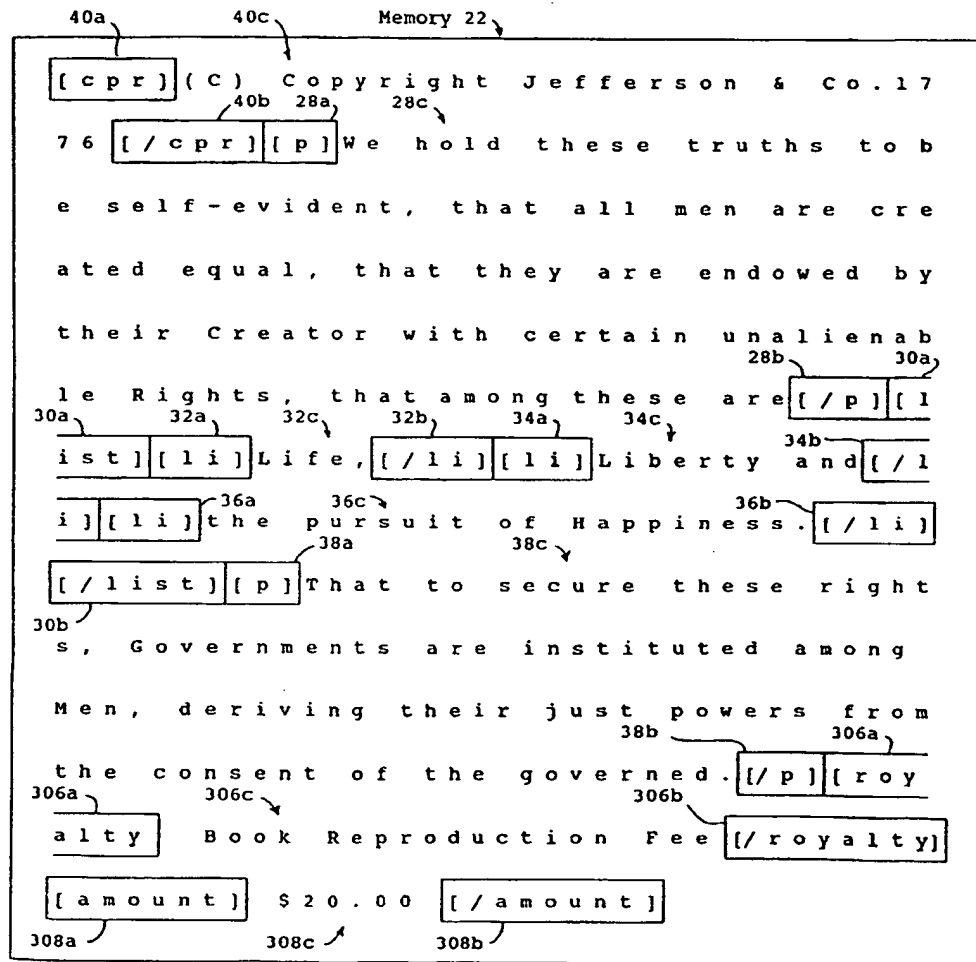 40a 40c Memory 22
[cpr](C) Copyright Jefferson & Co.17
40b 28a 28c
76 [/cpr][p]We hold these truths to b
e self-evident, that all men are cre
ated equal, that they are endowed by
their Creator with certain unalienab
28b 30a
le Rights, that among these are[/p][l
30a 32a 32c 32b 34a 34c 34b
ist][li]Life,[/li][li]Liberty and[/l
36a 36c 36b
i][li]the pursuit of Happiness.[/li]
38a 38c
[/list][p]That to secure these right
30b
s, Governments are instituted among
Men, deriving their just powers from
38b 306a
the consent of the governed.[/p][roy
306a 306c 306b
alty Book Reproduction Fee[/royalty]
[amount] $20.00 [/amount]
308a 308c 308b